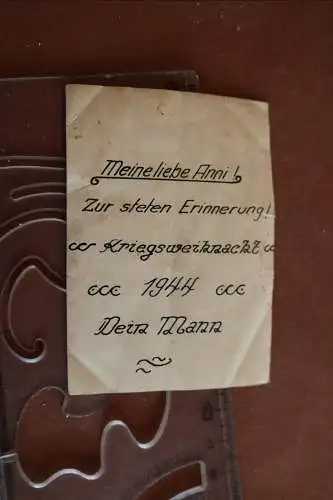 Meine liebe Anni!
Zur steten Erinnerung!
Kriegsweihnacht
1944
Dein Mann